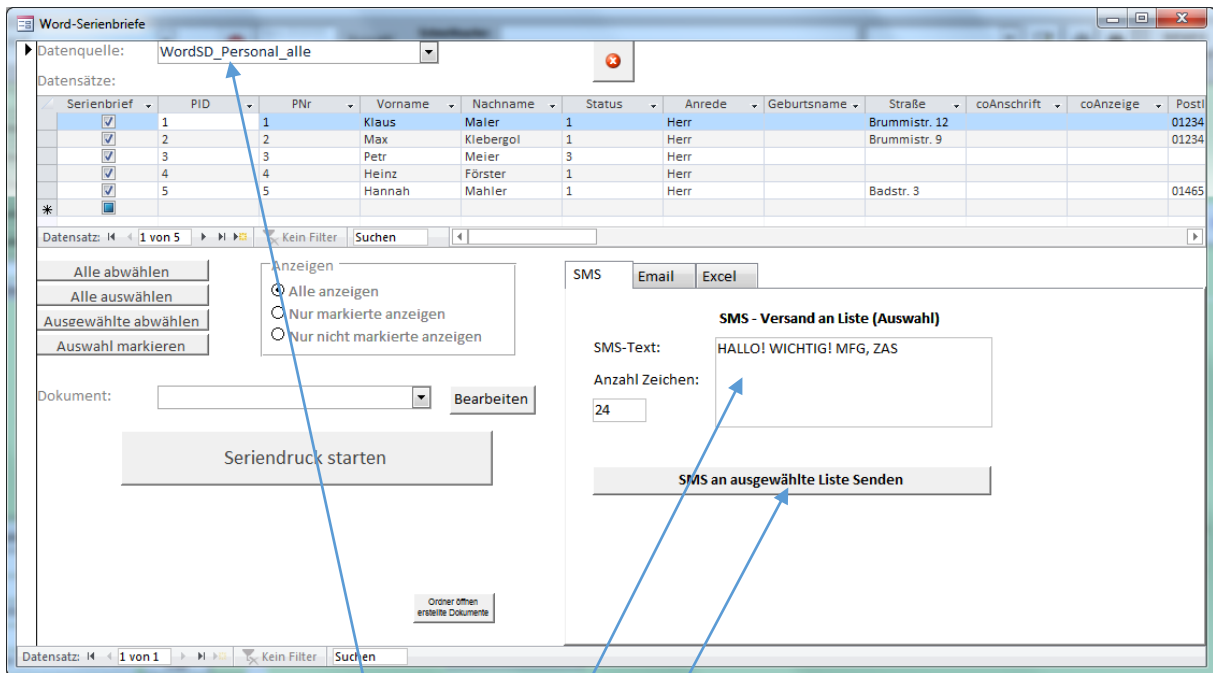 Word-Serienbriefe
Datenquelle: WordSD_Personal_alle
Datensätze:
Serienbrief PID PNr Vorname Nachname Status Anrede Geburtsname Straße coAnschrift coAnzeige Postl
1 1 Klaus Maler 1 Herr Brummistr. 12 01234
2 2 Max Klebergol 1 Herr Brummistr. 9 01234
3 3 Petr Meier 3 Herr
4 4 Heinz Förster 1 Herr
5 5 Hannah Mahler 1 Herr Badstr. 3 01465
Datensatz: 1 von 5 Kein Filter Suchen
Alle abwählen
Alle auswählen
Ausgewählte abwählen
Auswahl markieren
Anzeigen
Alle anzeigen
Nur markierte anzeigen
Nur nicht markierte anzeigen
Dokument: Bearbeiten
Seriendruck starten
Ordner öffnen
erstellte Dokumente
SMS Email Excel
SMS - Versand an Liste (Auswahl)
SMS-Text: HALLO! WICHTIG! MFG, ZAS
Anzahl Zeichen:
24
SMS an ausgewählte Liste Senden
Datensatz: 1 von 1 Kein Filter Suchen